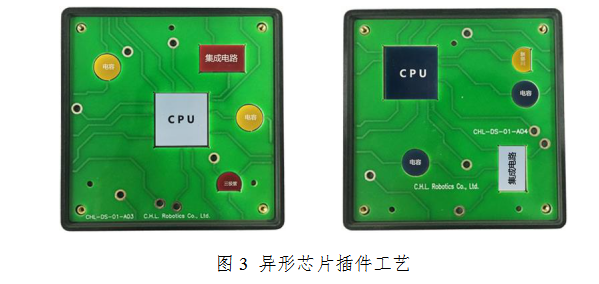 电容
集成电路
CPU
电容
三极管
CHL-DS-01-A03 C.H.L. Robotics Co., Ltd.
CPU
电容
CHL-DS-01-A04
电容
集成电路
C.H.L. Robotics Co., Ltd.
图 3 异形芯片插件工艺